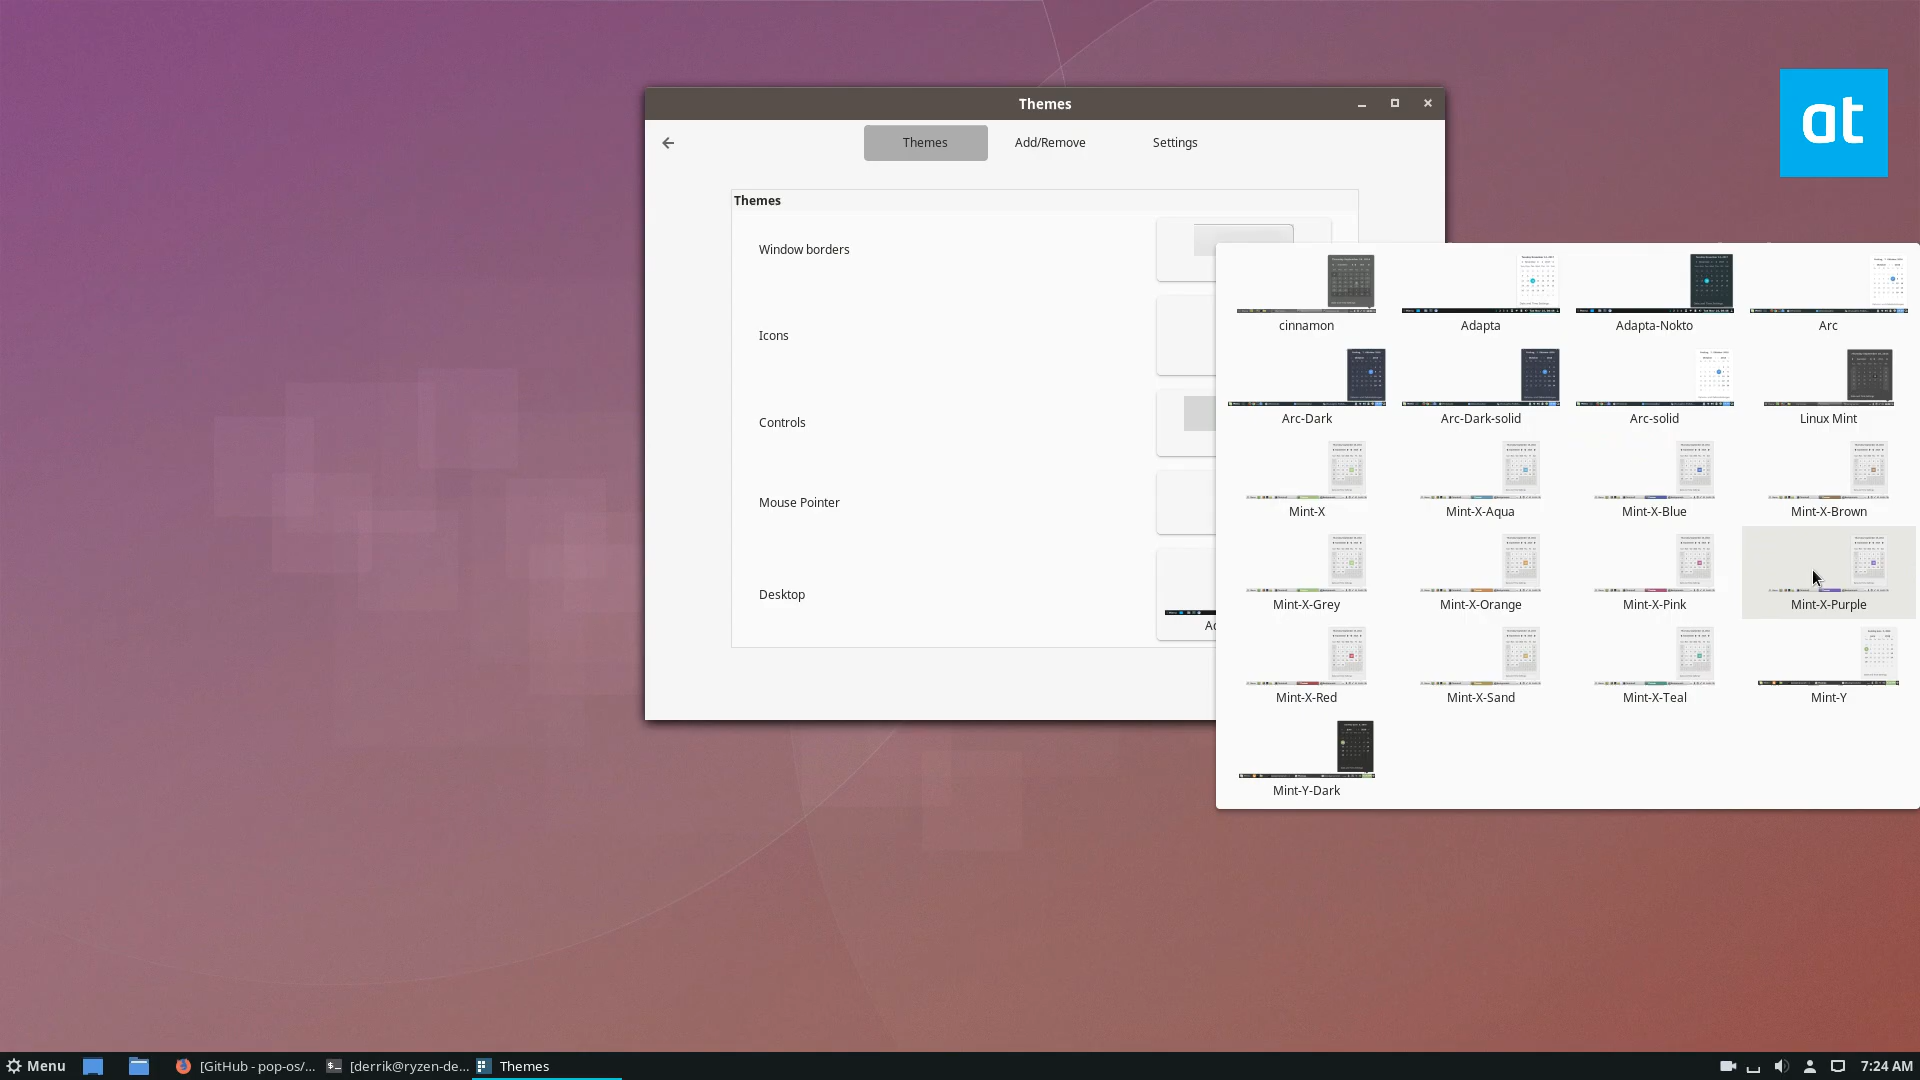 Themes
at
Themes
Add/Remove
Settings
Themes
Window borders
Icons
Controls
Mouse Pointer
Desktop
cinnamon
Adapta
Adapta-Nokto
Arc
Arc-Dark
Arc-Dark-solid
Arc-solid
Linux Mint
Mint-X
Mint-X-Aqua
Mint-X-Blue
Mint-X-Brown
Mint-X-Grey
Mint-X-Orange
Mint-X-Pink
Mint-X-Purple
Mint-X-Red
Mint-X-Sand
Mint-X-Teal
Mint-Y
Mint-Y-Dark
Menu
[GitHub - pop-os/...
[derrik@ryzen-de...
Themes
7:24 AM